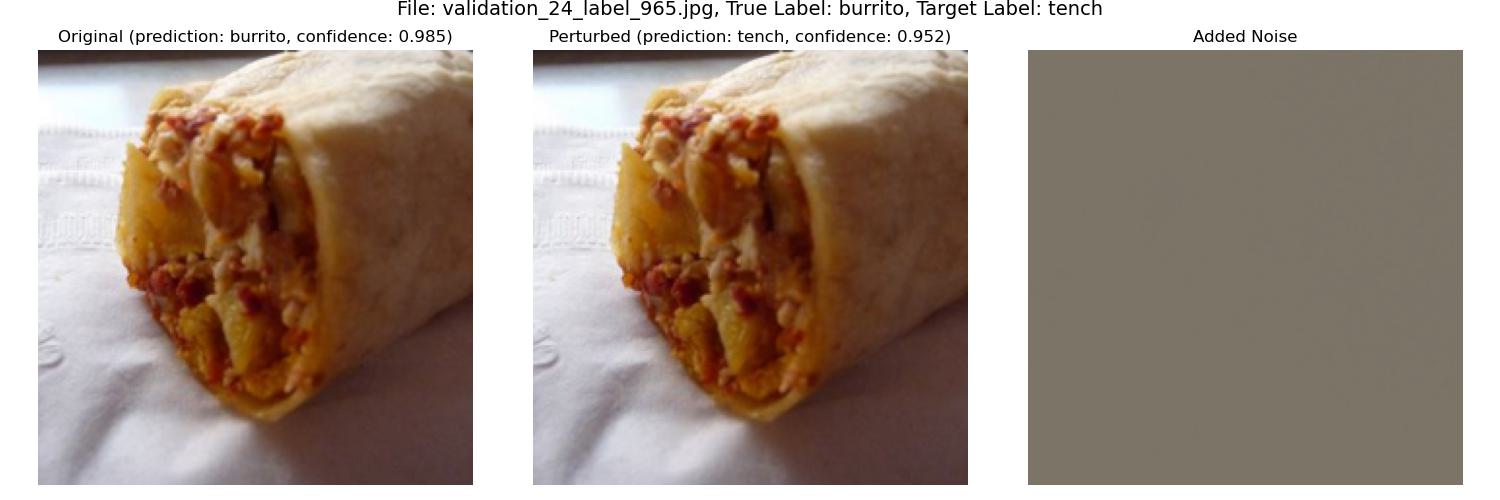 File: validation_24_label_965.jpg, True Label: burrito, Target Label: tench
Original (prediction: burrito, confidence: 0.985)
Perturbed (prediction: tench, confidence: 0.952)
Added Noise